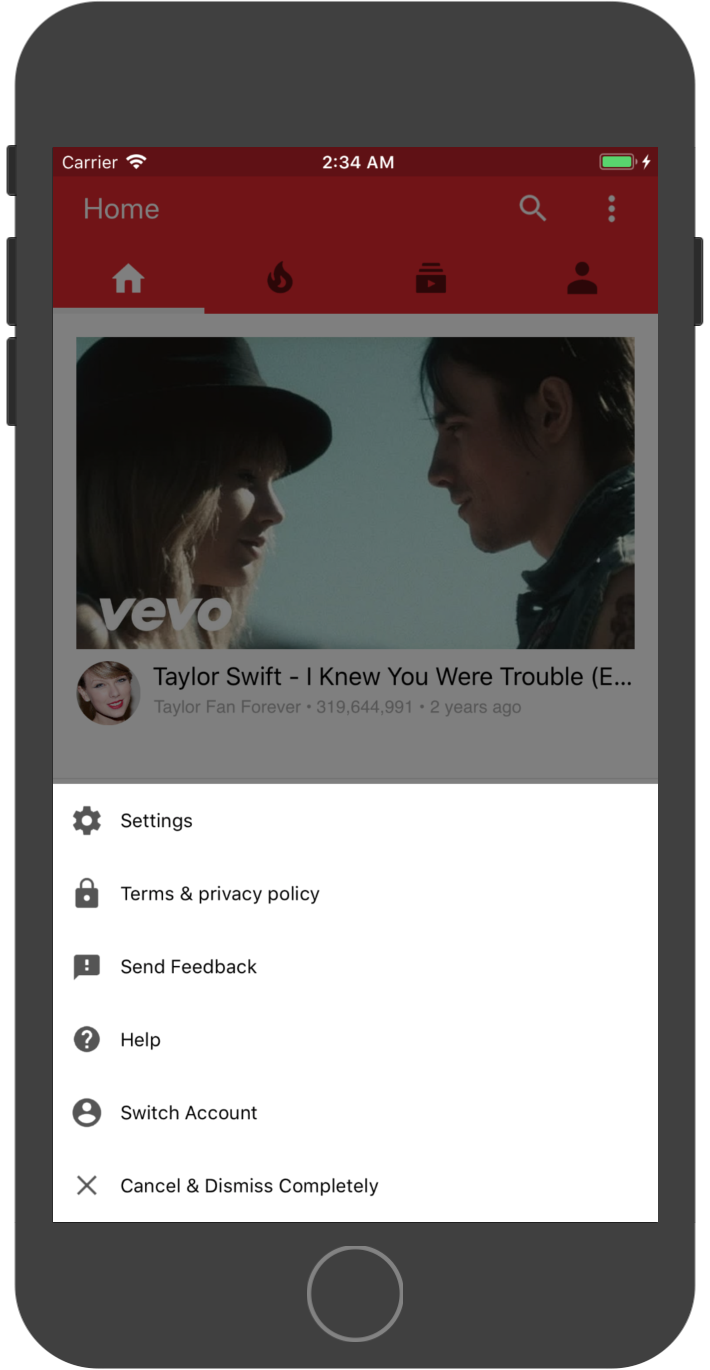 Carrier 2:34 AM
Home
vevo
Taylor Swift - I Knew You Were Trouble (E...
Taylor Fan Forever • 319,644,991 • 2 years ago
Settings
Terms & privacy policy
Send Feedback
Help
Switch Account
Cancel & Dismiss Completely